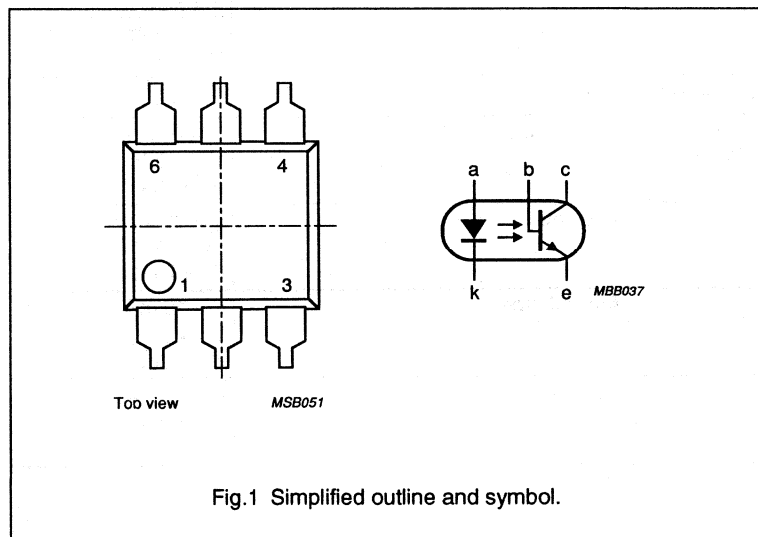 6 4
1 3
Top view MSB051
a b c
k e MBB037
Fig.1 Simplified outline and symbol.